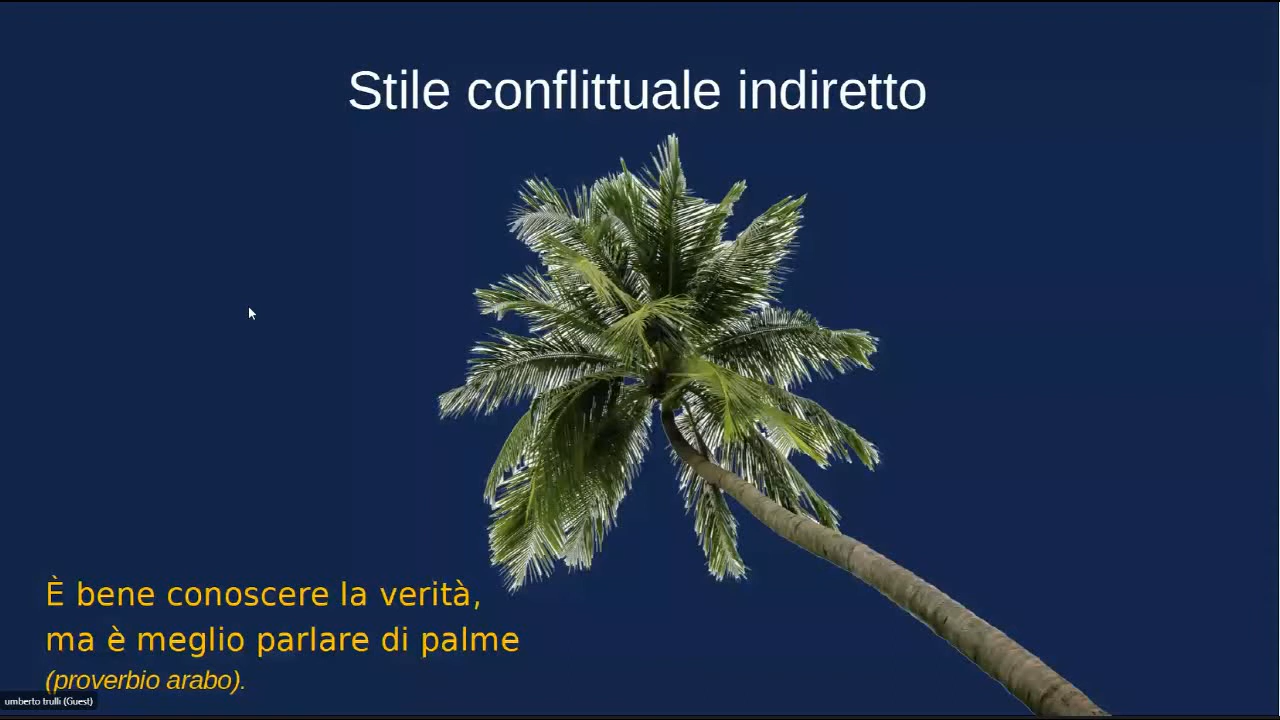 Stile conflittuale indiretto
È bene conoscere la verità,
ma è meglio parlare di palme
(proverbio arabo).
umberto trulli (Guest)